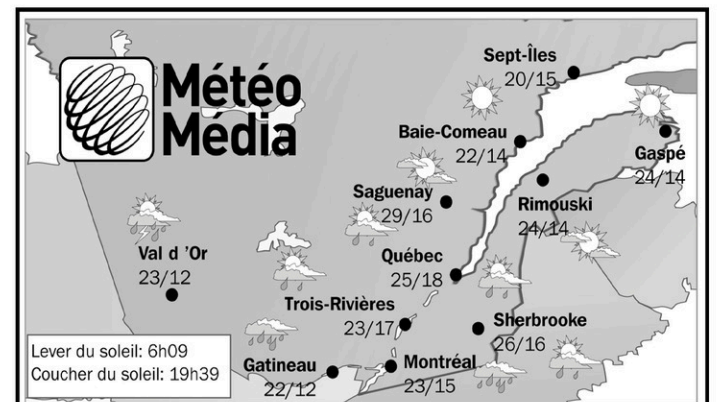 Météo
Média
Sept-Îles
20/15
Baie-Comeau
22/14
Gaspé
24/14
Saguenay
29/16
Rimouski
24/14
Val d 'Or
23/12
Québec
25/18
Trois-Rivières
23/17
Sherbrooke
26/16
Lever du soleil: 6h09
Coucher du soleil: 19h39
Gatineau
22/12
Montréal
23/15